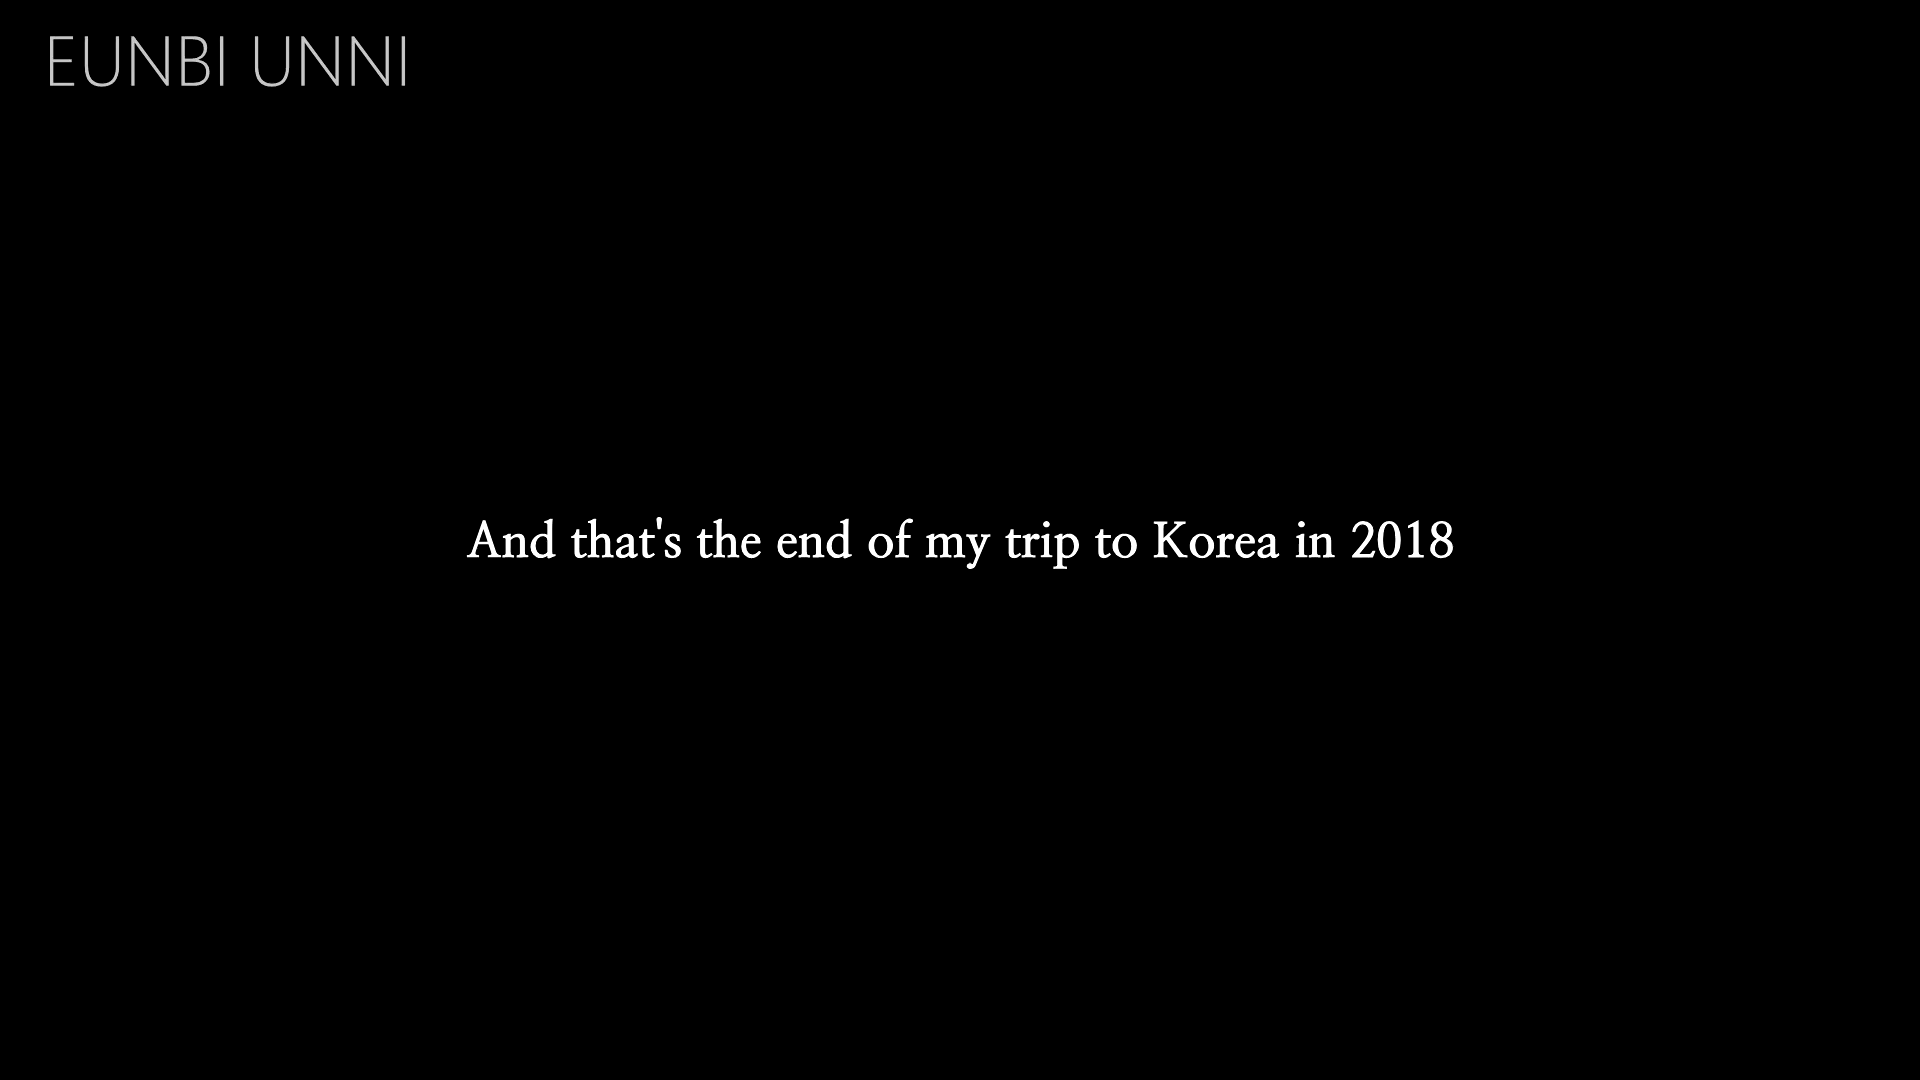 EUNBI UNNI
And that's the end of my trip to Korea in 2018